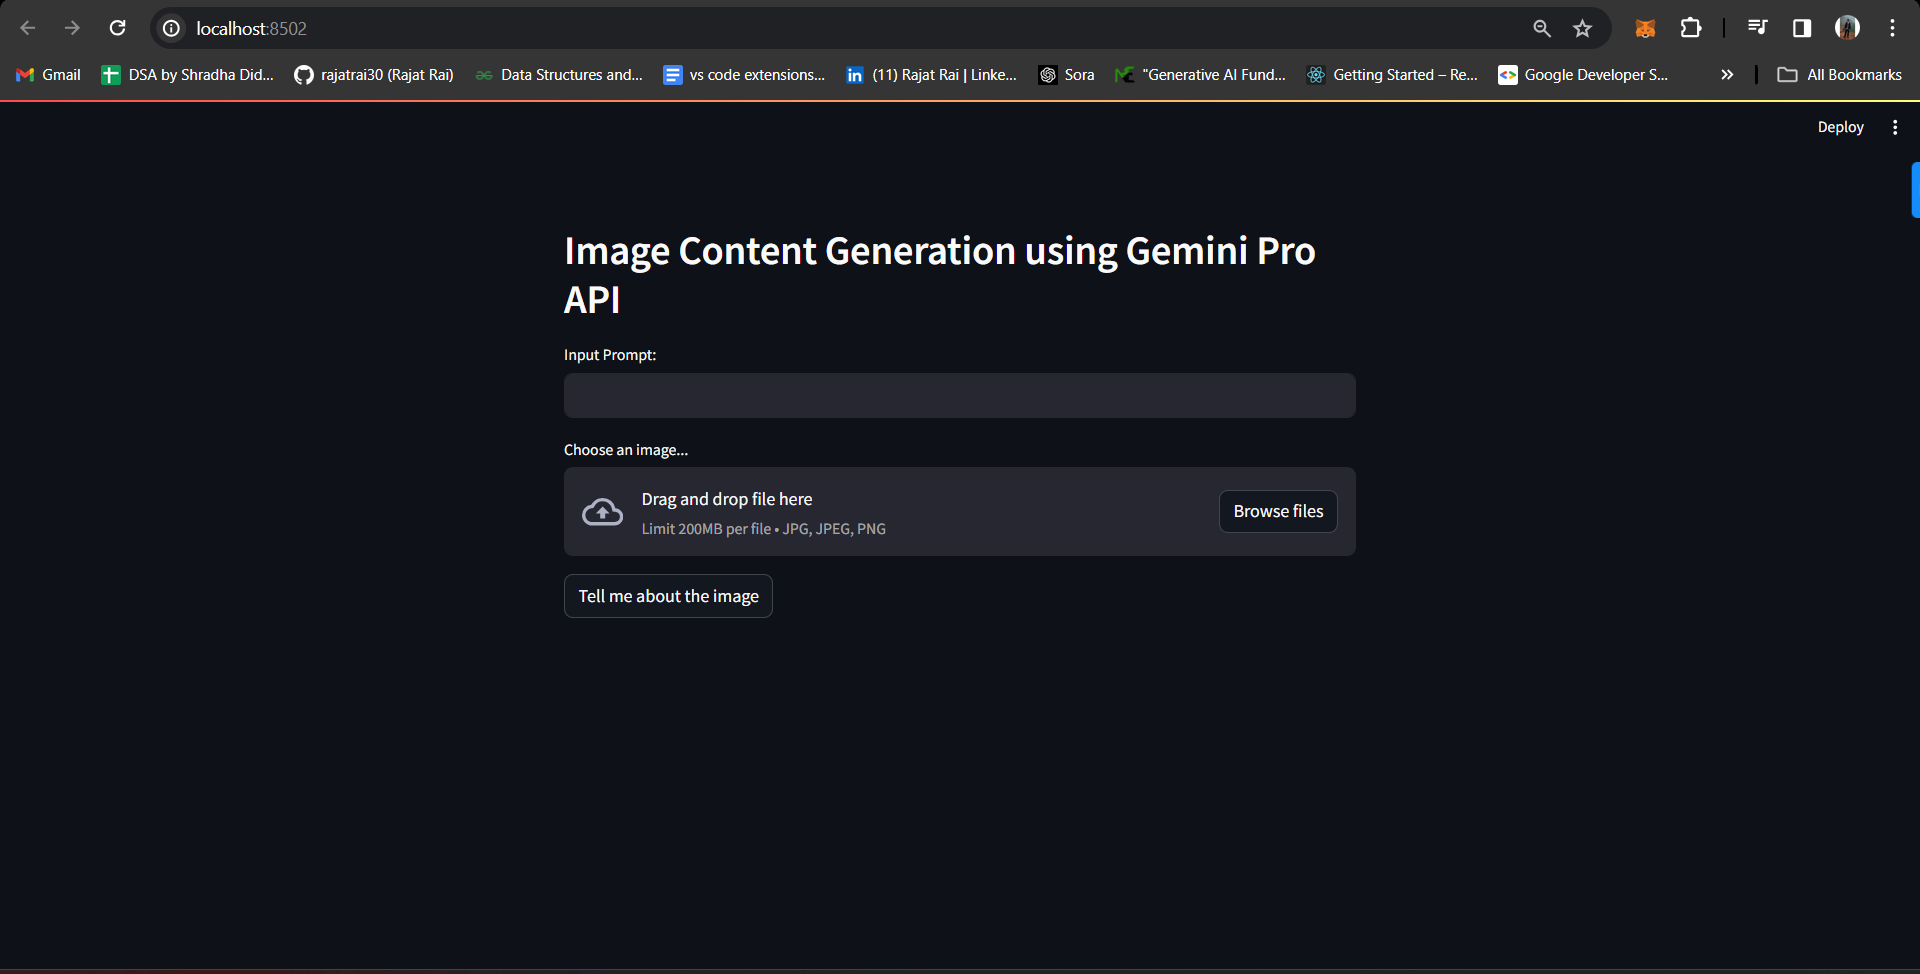 localhost:8502
Gmail DSA by Shradha Did... rajatrai30 (Rajat Rai) Data Structures and... vs code extensions... (11) Rajat Rai | Linke... Sora "Generative AI Fund... Getting Started – Re... Google Developer S... » All Bookmarks
Deploy
Image Content Generation using Gemini Pro
API
Input Prompt:
Choose an image...
Drag and drop file here
Limit 200MB per file • JPG, JPEG, PNG
Browse files
Tell me about the image